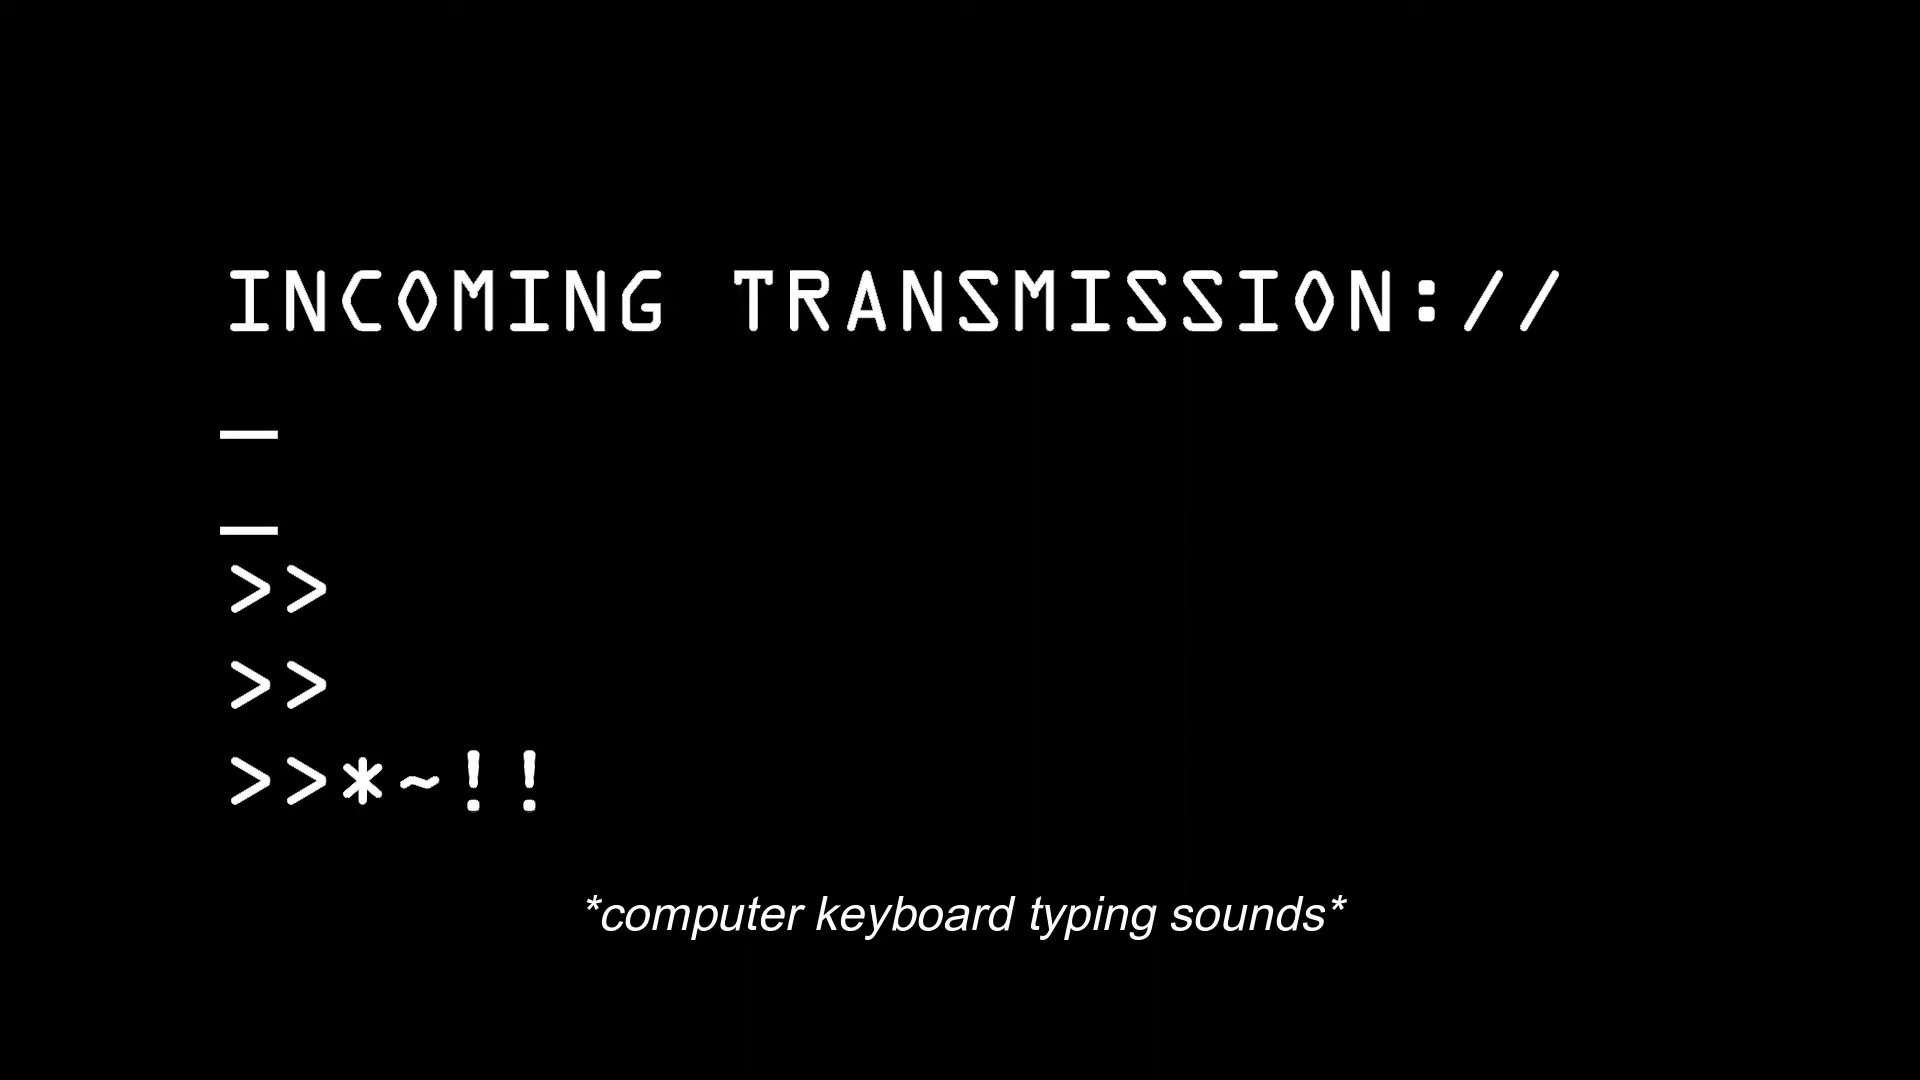 INCOMING TRANSMISSION://
_
_
>>
>>
>>*~!!
*computer keyboard typing sounds*